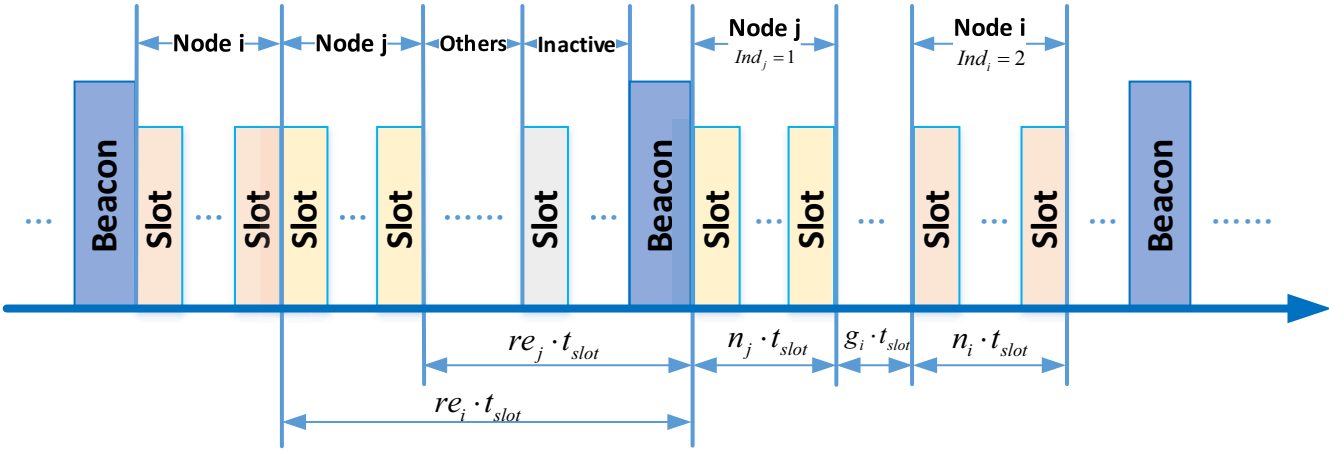 Node i
Node j
Others
Inactive
Node j
Ind_j = 1
Node i
Ind_i = 2
... Beacon Slot ... Slot Slot ... Slot ...... Slot ... Beacon Slot ... Slot ... Slot ... Slot ... Beacon ......
re_j · t_slot
n_j · t_slot
g_i · t_slot
n_i · t_slot
re_i · t_slot